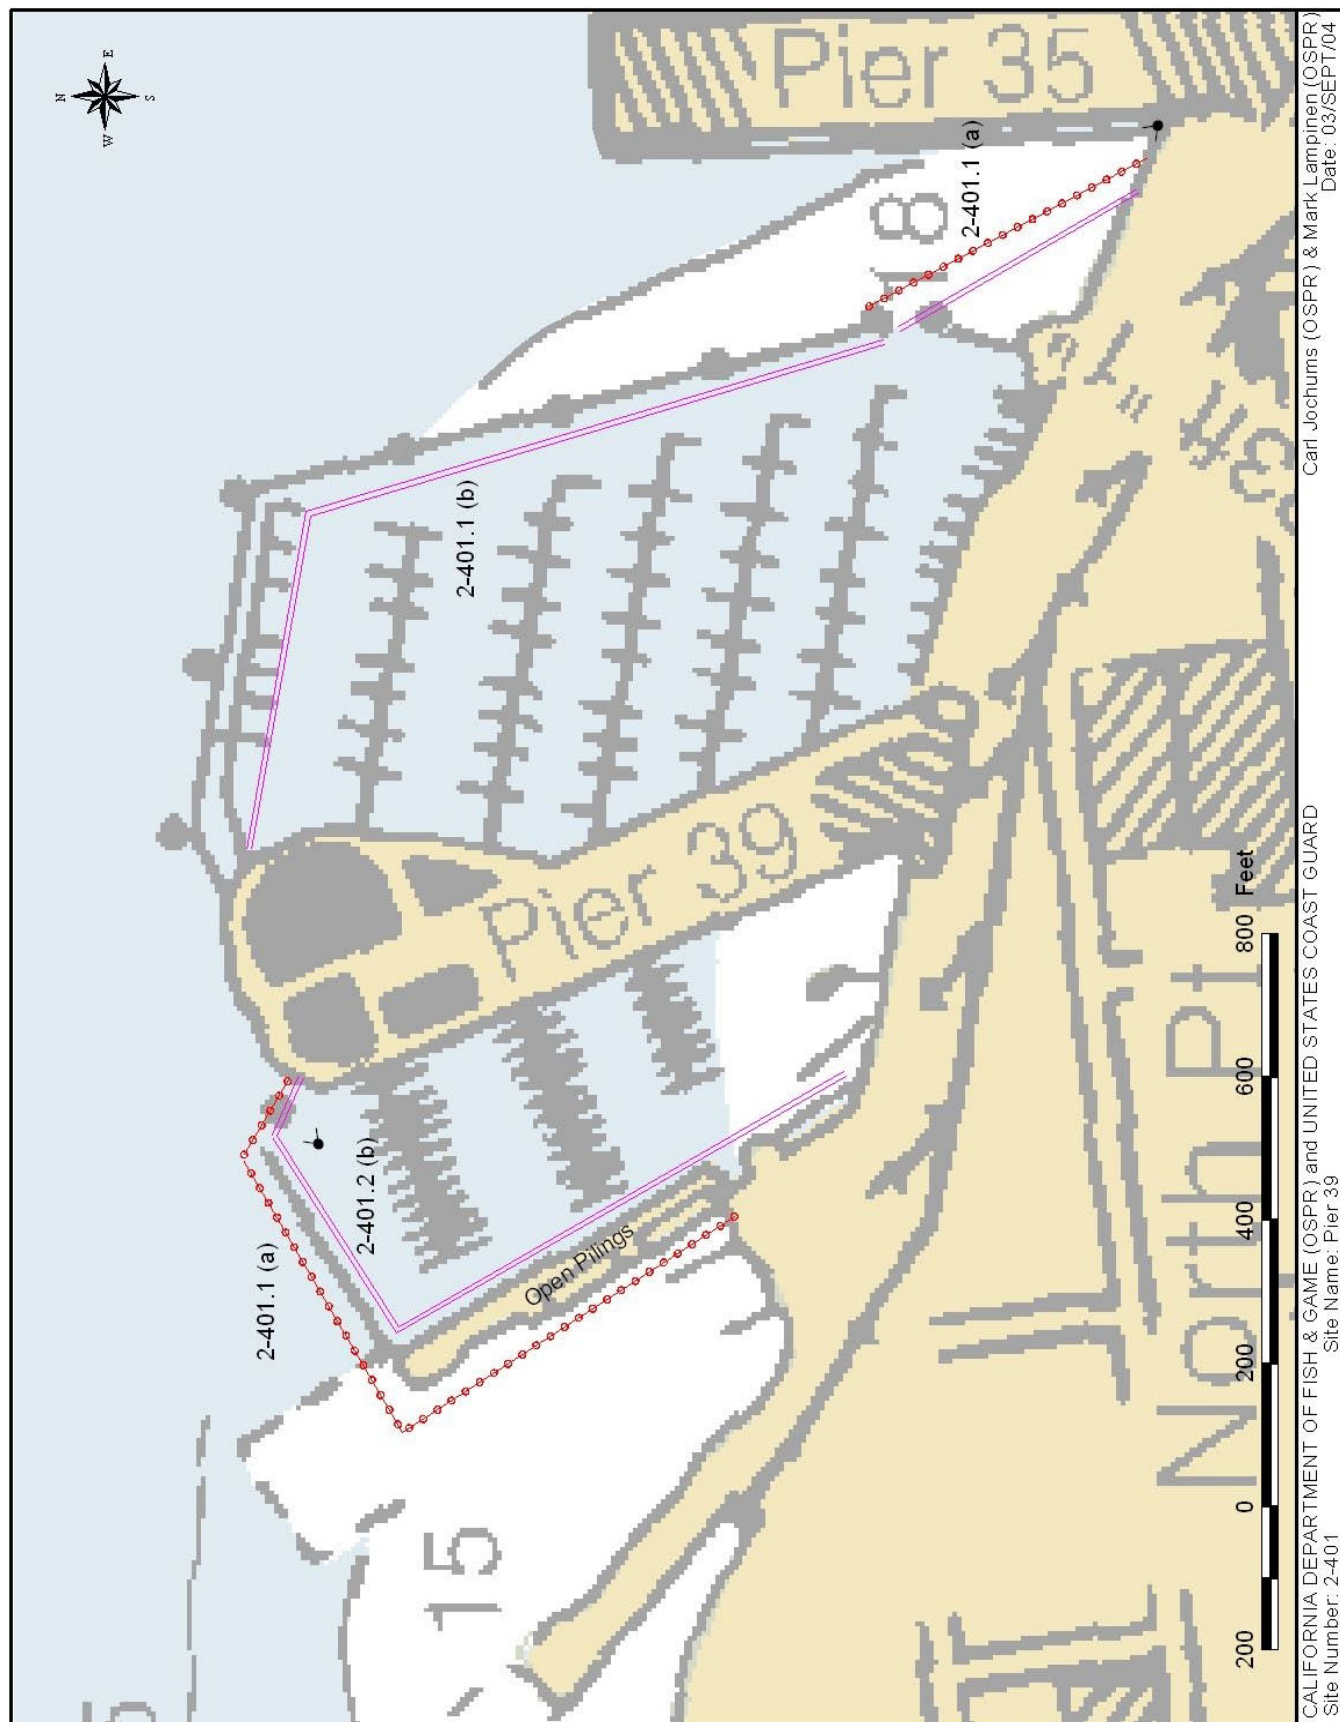 N
E
S
W
Pier 35
2-401.1 (a)
18
2-401.1 (b)
Pier 39
2-401.2 (b)
2-401.1 (a)
Open Pilings
15
5
North Pt
200 0 200 400 600 800 Feet
CALIFORNIA DEPARTMENT OF FISH & GAME (OSPR) and UNITED STATES COAST GUARD
Carl Jochums (OSPR) & Mark Lampinen (OSPR)
Site Number: 2-401
Site Name: Pier 39
Date: 03/SEPT/04